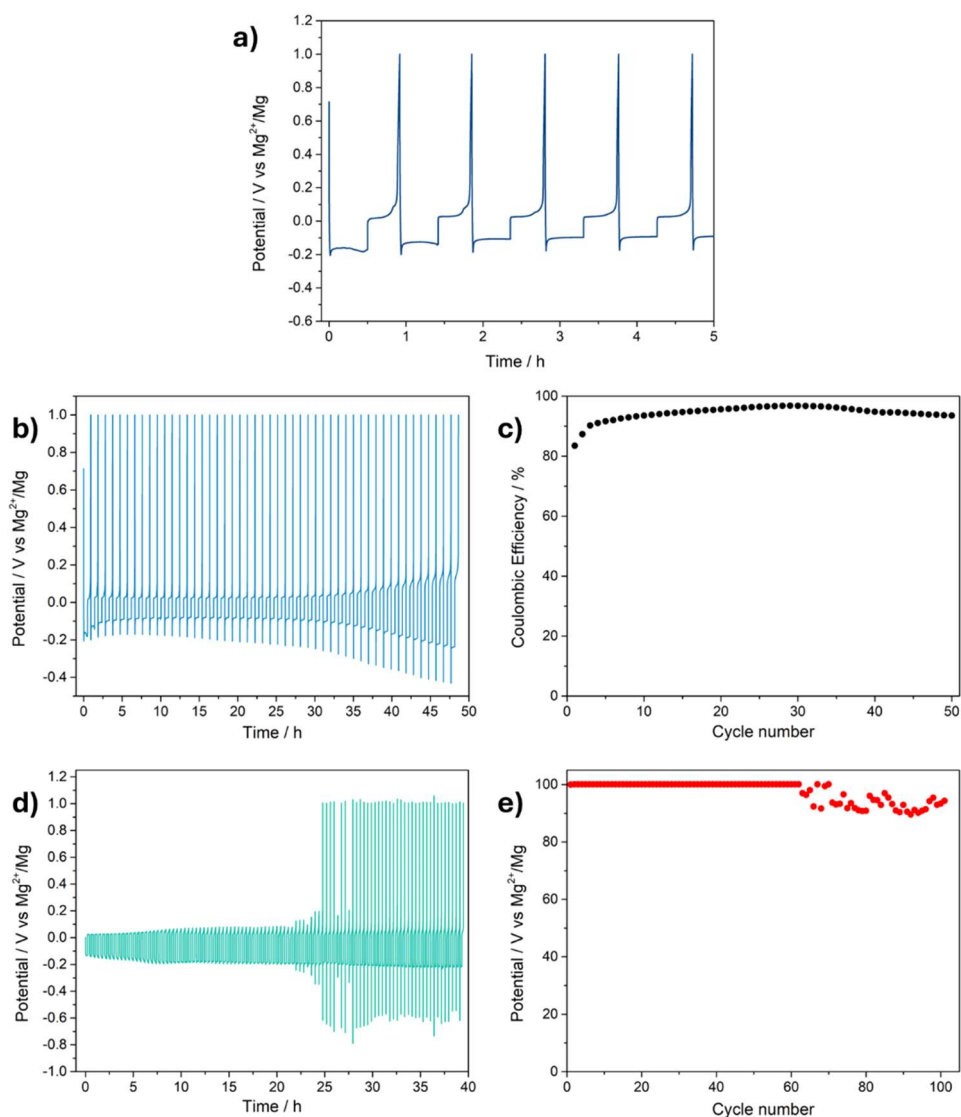 a)
Potential / V vs Mg²⁺/Mg
1.2
1.0
0.8
0.6
0.4
0.2
0.0
-0.2
-0.4
-0.6
0 1 2 3 4 5
Time / h
b)
Potential / V vs Mg²⁺/Mg
1.0
0.8
0.6
0.4
0.2
0.0
-0.2
-0.4
0 5 10 15 20 25 30 35 40 45 50
Time / h
c)
Coulombic Efficiency / %
100
80
60
40
20
0
0 10 20 30 40 50
Cycle number
d)
Potential / V vs Mg²⁺/Mg
1.2
1.0
0.8
0.6
0.4
0.2
0.0
-0.2
-0.4
-0.6
-0.8
-1.0
0 5 10 15 20 25 30 35 40
Time / h
e)
Potential / V vs Mg²⁺/Mg
100
80
60
40
20
0
0 20 40 60 80 100
Cycle number